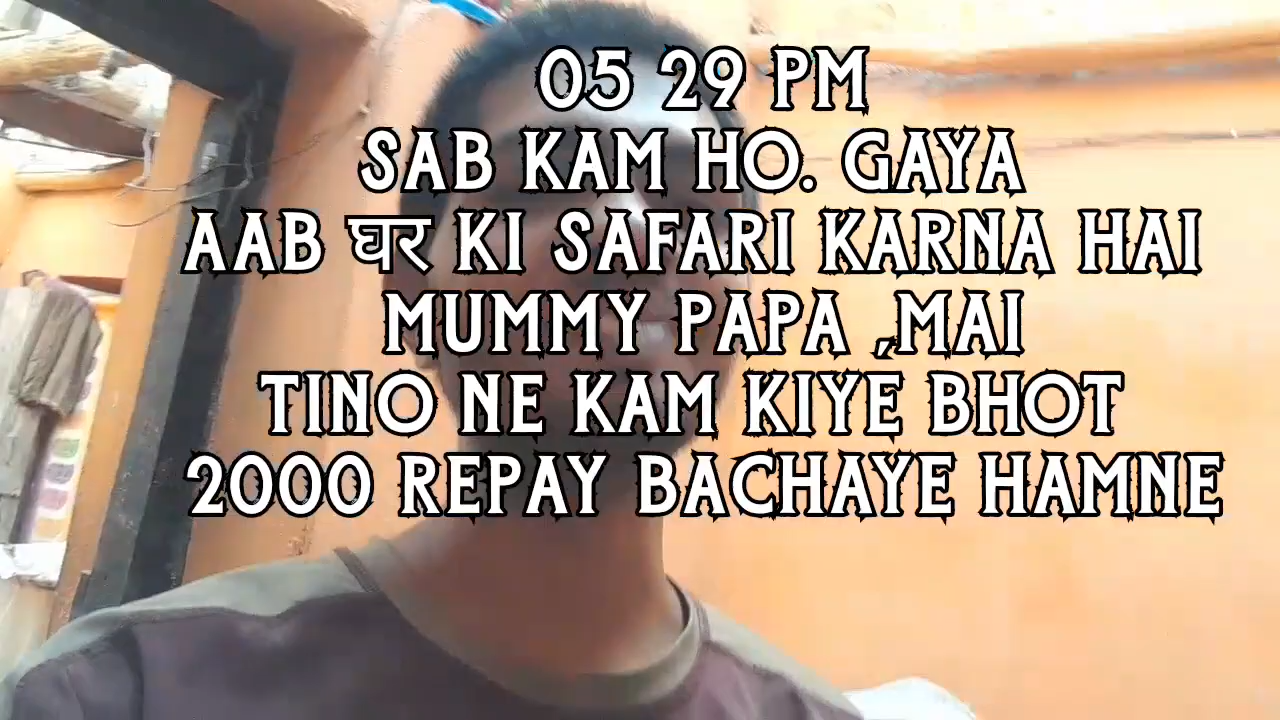 05 29 PM
SAB KAM HO. GAYA
AAB घर KI SAFARI KARNA HAI
MUMMY PAPA ,MAI
TINO NE KAM KIYE BHOT
2000 REPAY BACHAYE HAMNE